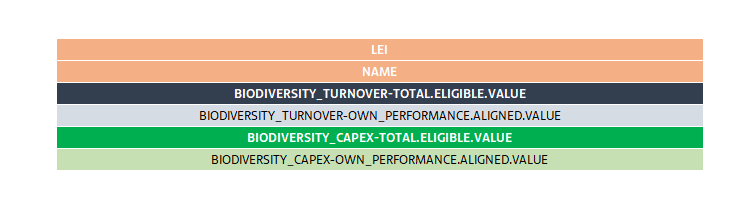 LEI
NAME
BIODIVERSITY_TURNOVER-TOTAL.ELIGIBLE.VALUE
BIODIVERSITY_TURNOVER-OWN_PERFORMANCE.ALIGNED.VALUE
BIODIVERSITY_CAPEX-TOTAL.ELIGIBLE.VALUE
BIODIVERSITY_CAPEX-OWN_PERFORMANCE.ALIGNED.VALUE